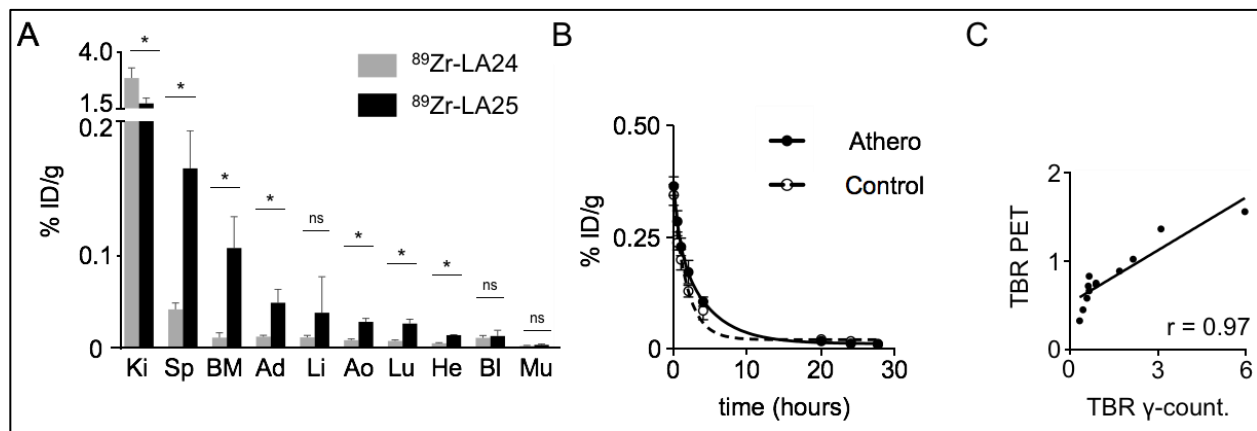 A
% ID/g
4.0
1.5
0.2
0.1
0
*
*
*
*
ns
*
*
*
ns
ns
⁸⁹Zr-LA24
⁸⁹Zr-LA25
Ki Sp BM Ad Li Ao Lu He Bl Mu
B
% ID/g
0.50
0.25
0
Athero
Control
0 10 20 30
time (hours)
C
TBR PET
2
1
0
r = 0.97
0 3 6
TBR γ-count.